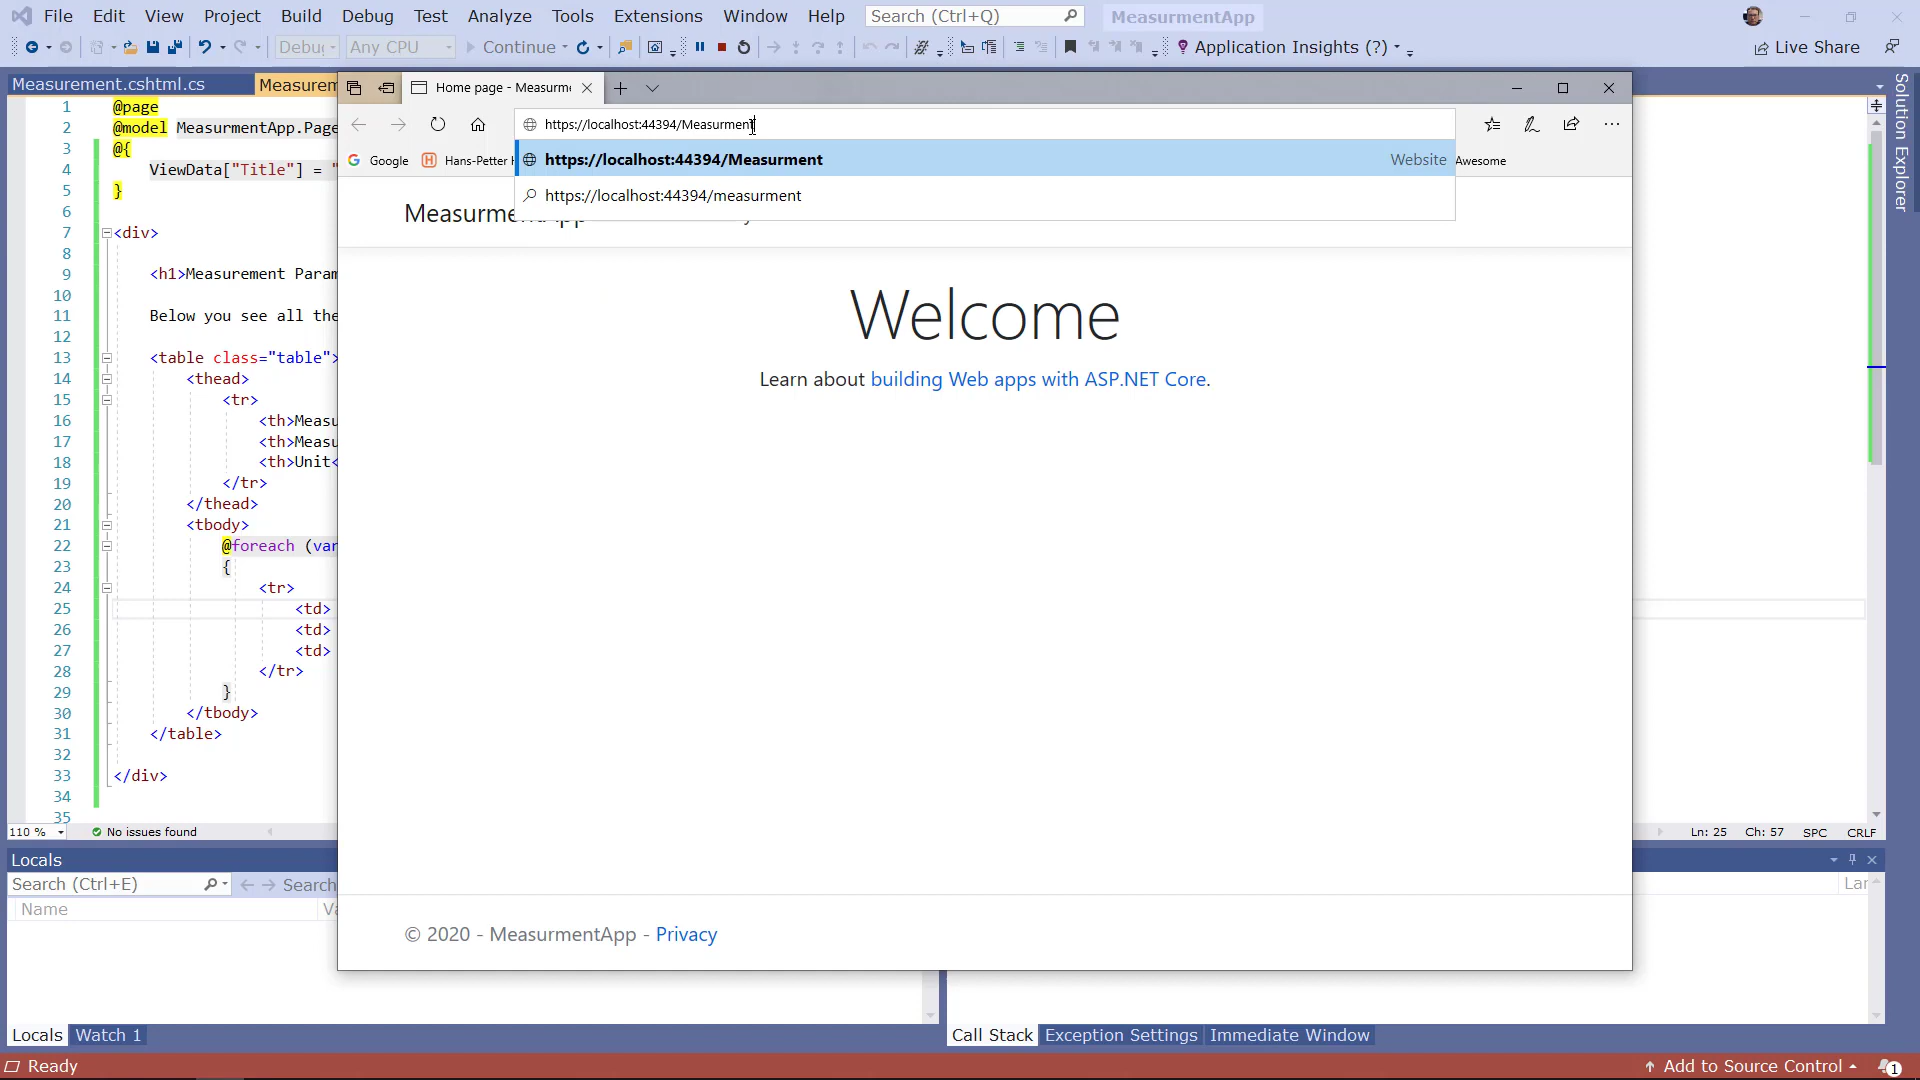 File Edit View Project Build Debug Test Analyze Tools Extensions Window Help Search (Ctrl+Q) MeasurmentApp
Debug Any CPU Continue Application Insights (?) Live Share
Measurement.cshtml.cs Measurem
Home page - Measurme
https://localhost:44394/Measurment
https://localhost:44394/Measurment Website
https://localhost:44394/measurment
Google Hans-Petter H Awesome
MeasurmentApp
Welcome
Learn about building Web apps with ASP.NET Core.
© 2020 - MeasurmentApp - Privacy
1 @page
2 @model MeasurmentApp.Page
3 @{
4 ViewData["Title"] = "
5 }
6
7 <div>
8
9 <h1>Measurement Param
10
11 Below you see all the
12
13 <table class="table">
14 <thead>
15 <tr>
16 <th>Measu
17 <th>Measu
18 <th>Unit<
19 </tr>
20 </thead>
21 <tbody>
22 @foreach (var
23 {
24 <tr>
25 <td>
26 <td>
27 <td>
28 </tr>
29 }
30 </tbody>
31 </table>
32
33 </div>
34
35
110 % No issues found Ln: 25 Ch: 57 SPC CRLF
Solution Explorer
Locals
Search (Ctrl+E) Search Lar
Name Va
Locals Watch 1 Call Stack Exception Settings Immediate Window
Ready Add to Source Control 1